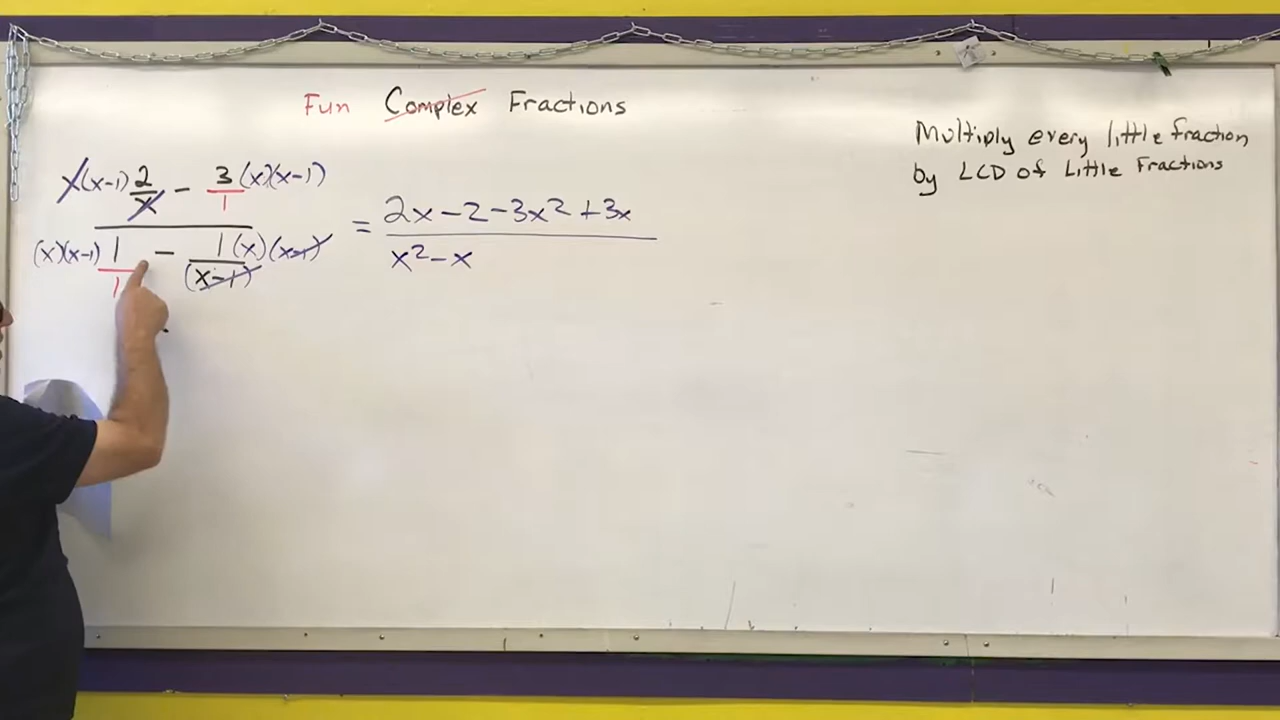 Fun Complex Fractions
Multiply every little fraction
by LCD of Little Fractions
x(x-1) 2/x - 3/1 (x)(x-1)
(x)(x-1) 1/1 - 1/(x-1) (x)(x-1)
= 2x-2-3x²+3x
x²-x